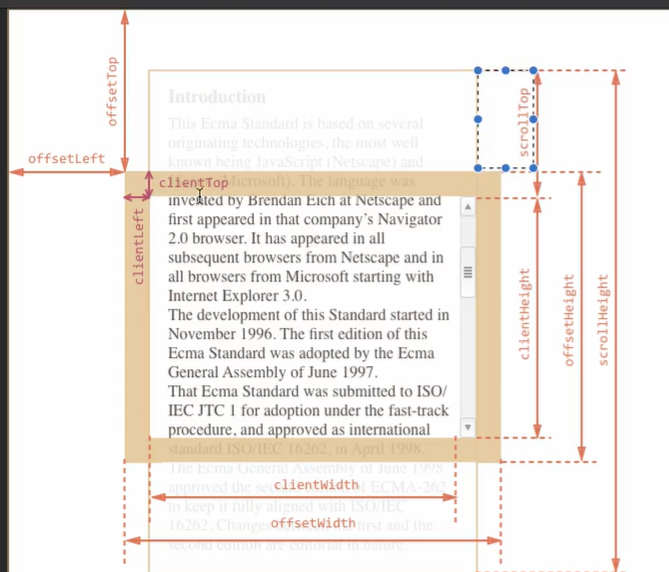 offsetTop
offsetLeft
clientTop
clientLeft
scrollTop
clientHeight
offsetHeight
scrollHeight
Introduction
This Ecma Standard is based on several
originating technologies, the most well
known being JavaScript (Netscape) and
Microsoft). The language was
invented by Brendan Eich at Netscape and
first appeared in that company's Navigator
2.0 browser. It has appeared in all
subsequent browsers from Netscape and in
all browsers from Microsoft starting with
Internet Explorer 3.0.
The development of this Standard started in
November 1996. The first edition of this
Ecma Standard was adopted by the Ecma
General Assembly of June 1997.
That Ecma Standard was submitted to ISO/
IEC JTC 1 for adoption under the fast-track
procedure, and approved as international
standard ISO/IEC 16262, in April 1998.
The Ecma General Assembly of June 1998
approved the second of ECMA-262
to keep it fully aligned with ISO/IEC
16262. Changes first and the
second edition are editorial in nature.
clientWidth
offsetWidth